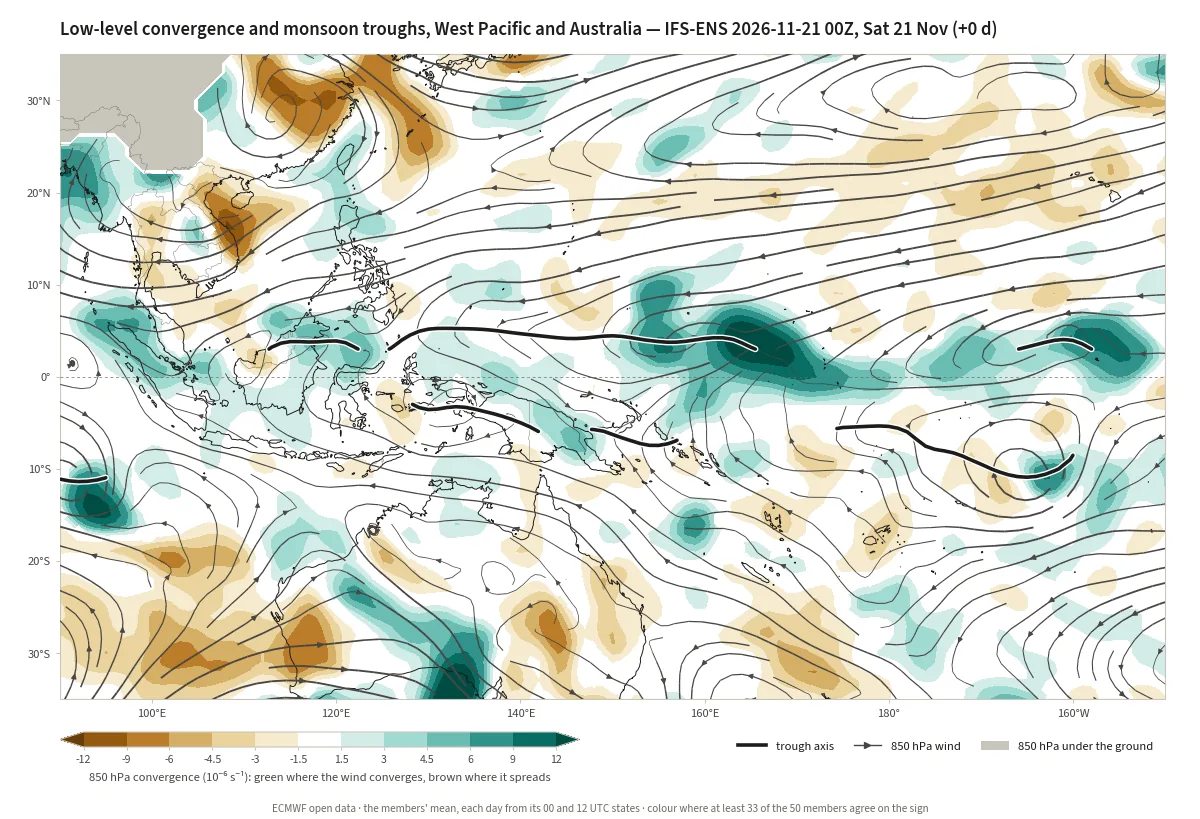 Low-level convergence and monsoon troughs, West Pacific and Australia — IFS-ENS 2026-11-21 00Z, Sat 21 Nov (+0 d)
30°N
20°N
10°N
0°
10°S
20°S
30°S
100°E 120°E 140°E 160°E 180° 160°W
-12 -9 -6 -4.5 -3 -1.5 1.5 3 4.5 6 9 12
850 hPa convergence (10⁻⁶ s⁻¹): green where the wind converges, brown where it spreads
trough axis 850 hPa wind 850 hPa under the ground
ECMWF open data · the members' mean, each day from its 00 and 12 UTC states · colour where at least 33 of the 50 members agree on the sign